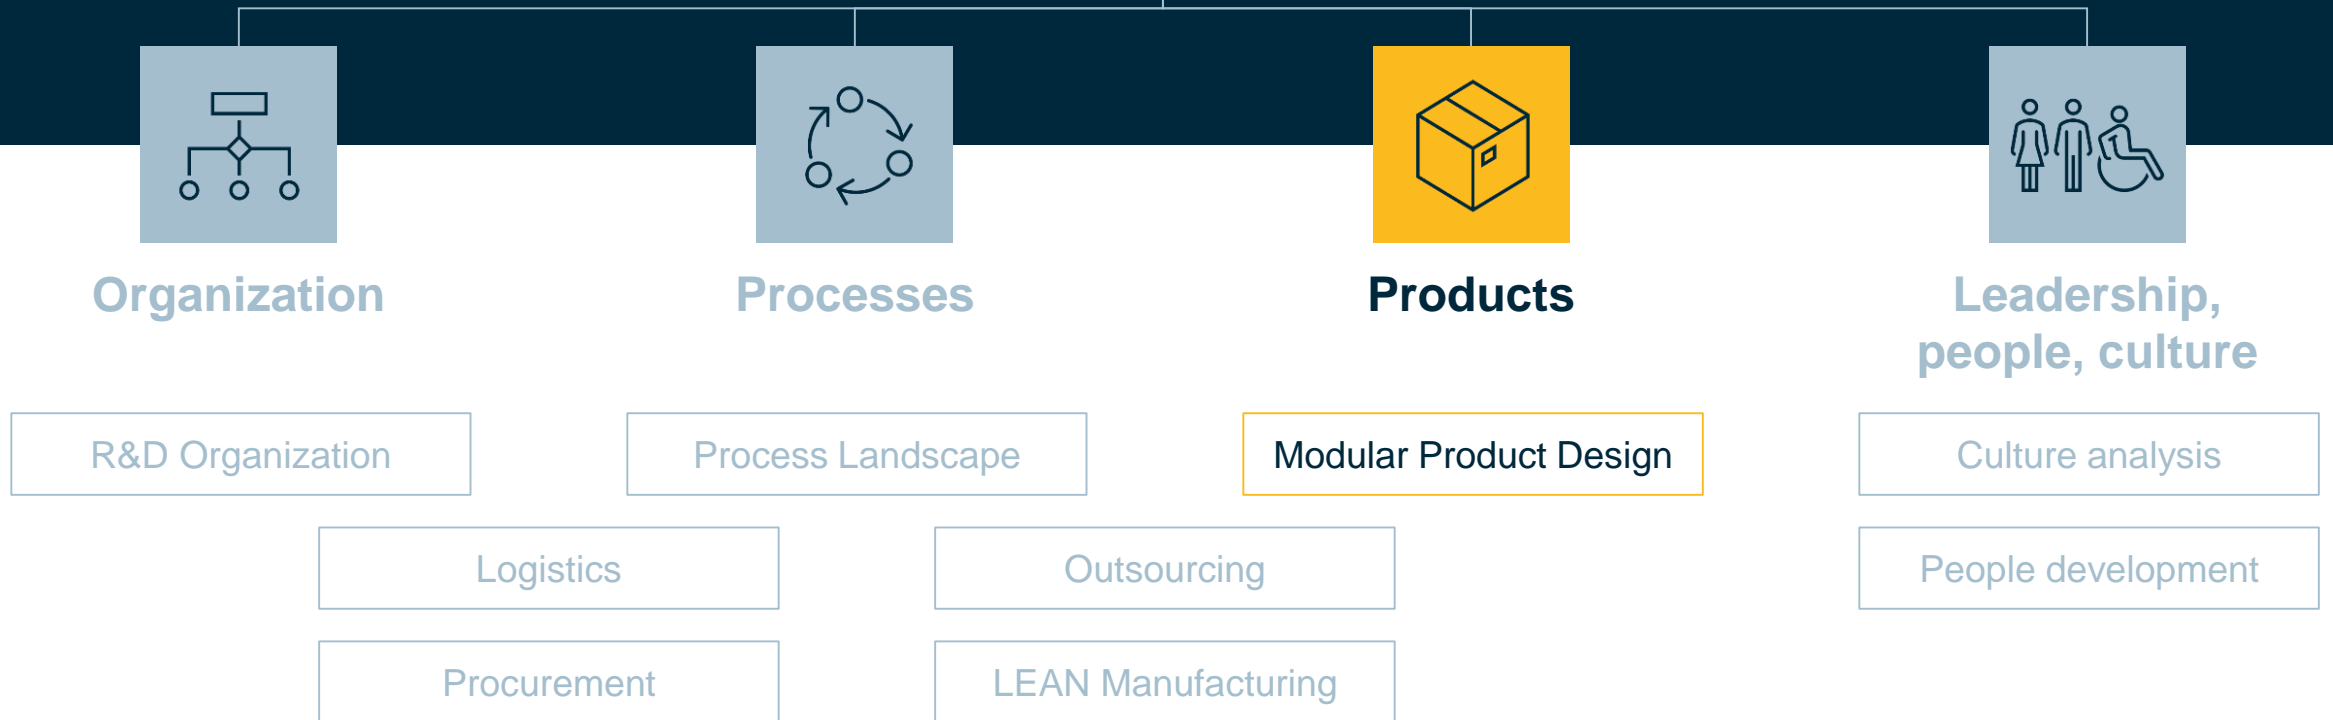 Organization
Processes
Products
Leadership,
people, culture
R&D Organization
Process Landscape
Modular Product Design
Culture analysis
Logistics
Outsourcing
People development
Procurement
LEAN Manufacturing